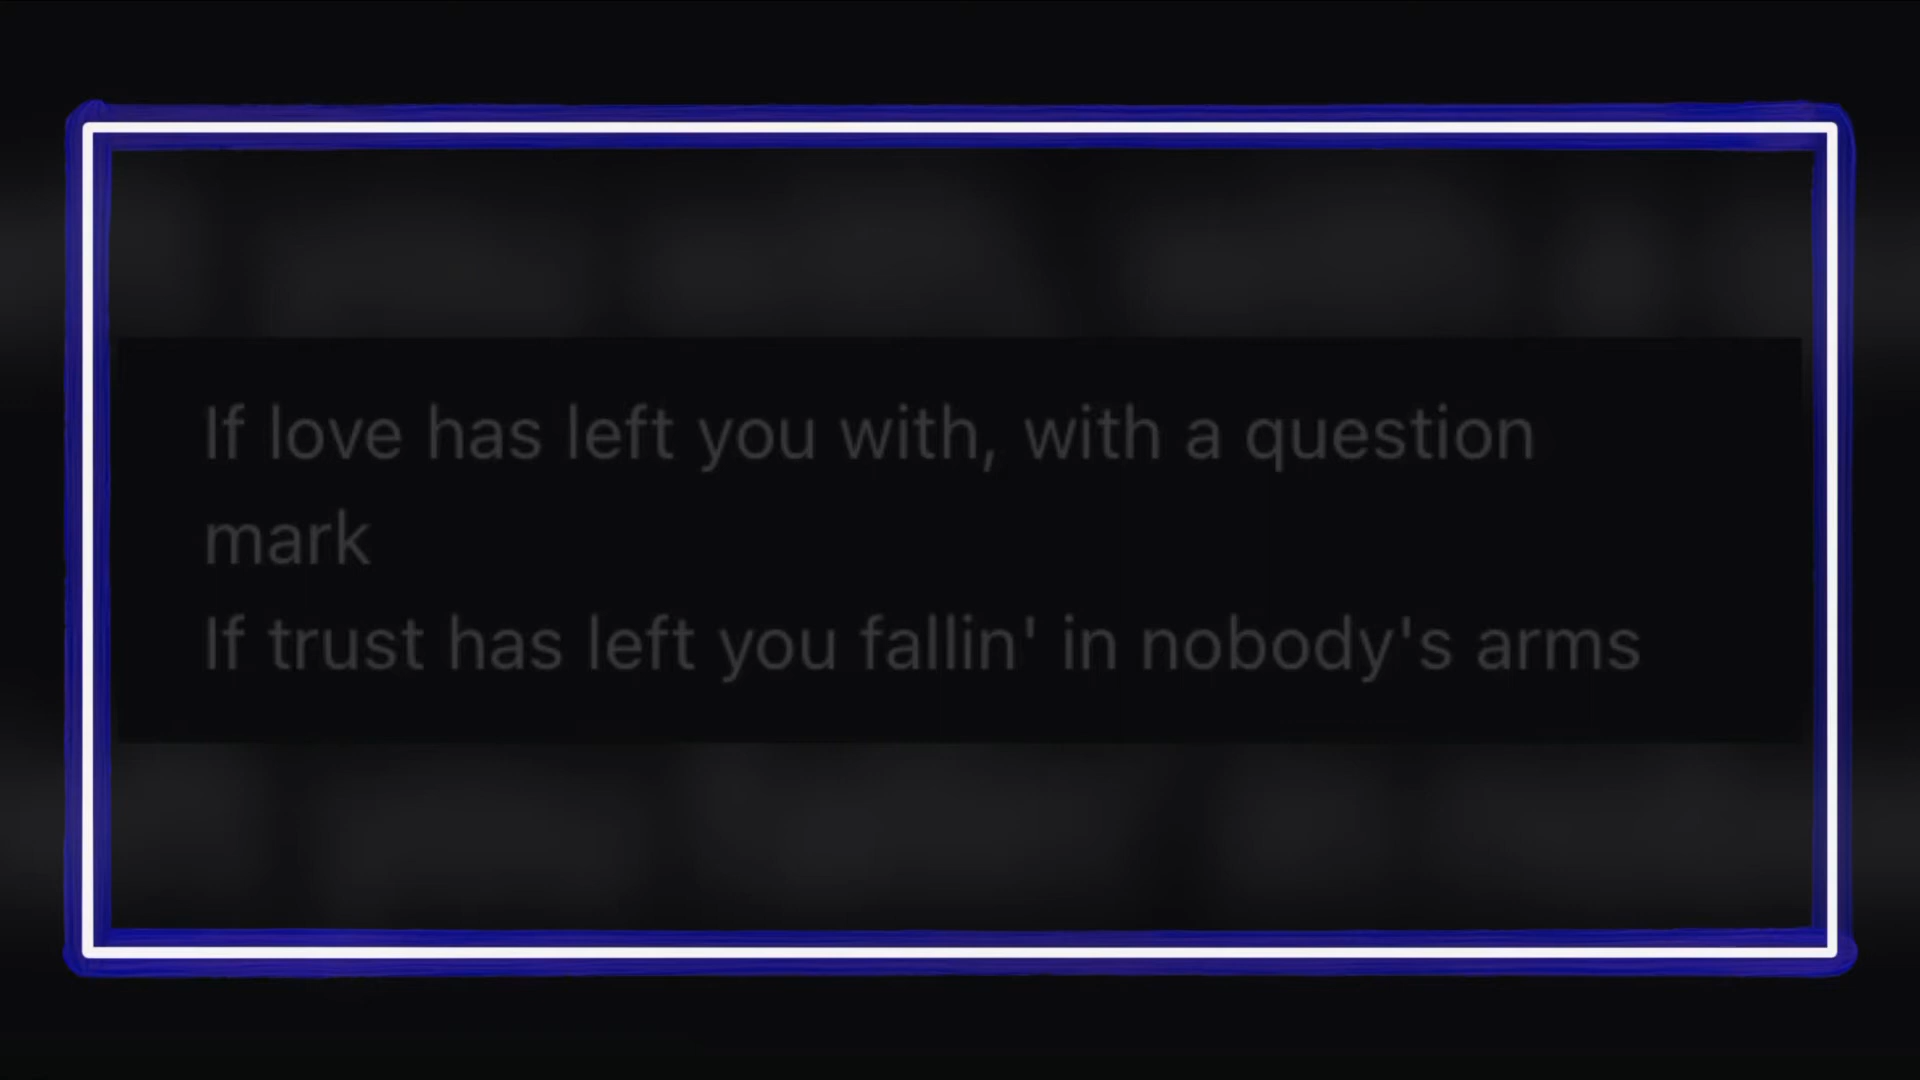 If love has left you with, with a question
mark
If trust has left you fallin' in nobody's arms